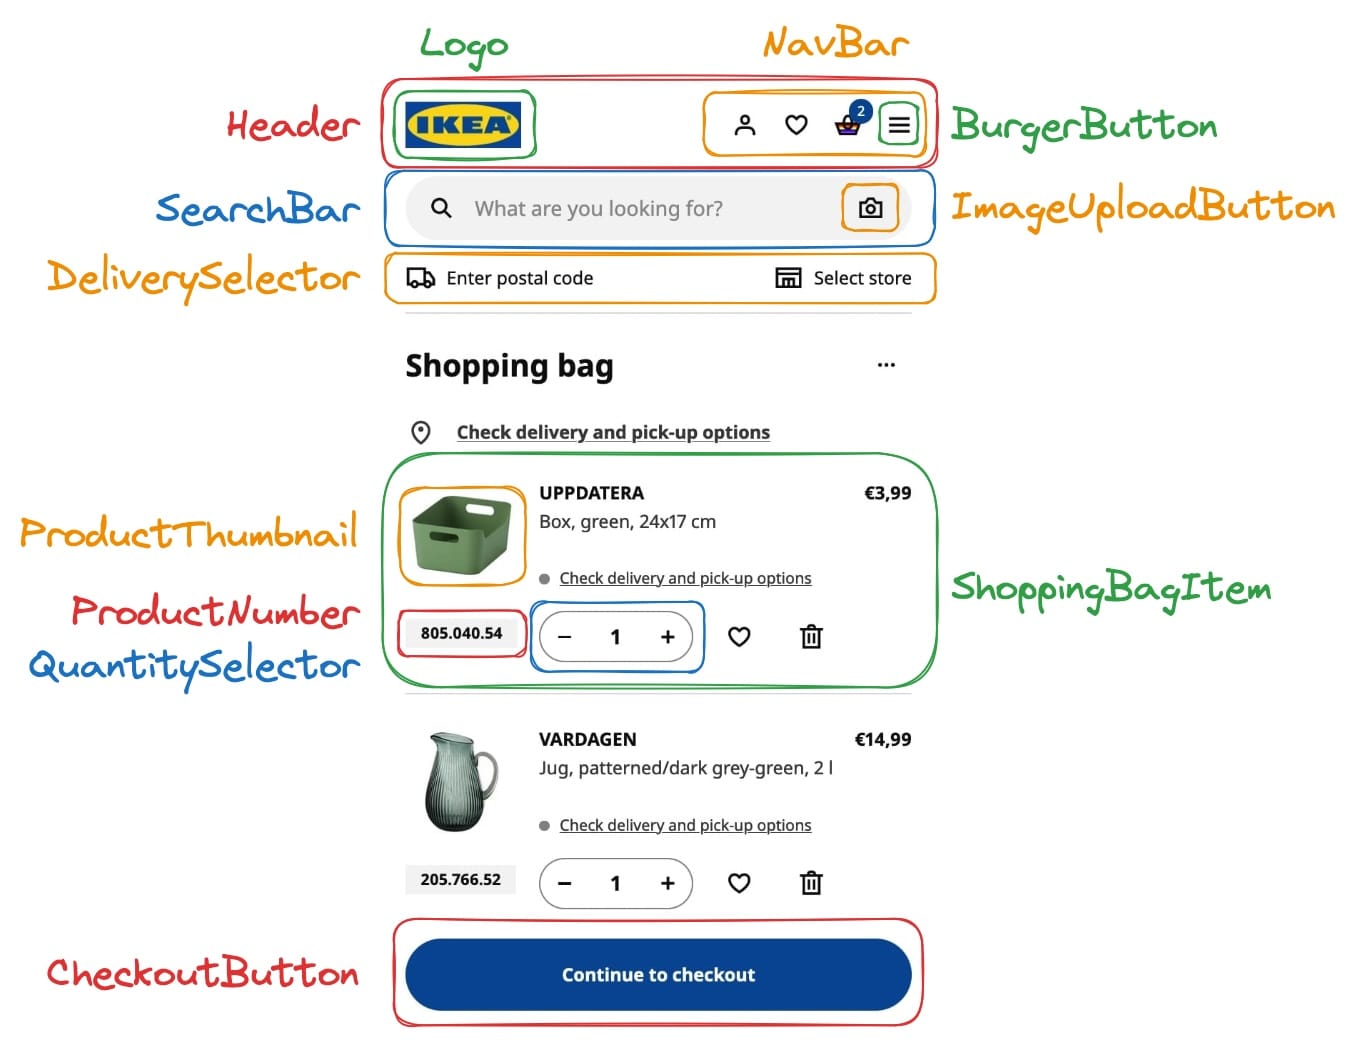 Logo
NavBar
Header
IKEA
2
BurgerButton
SearchBar
What are you looking for?
ImageUploadButton
DeliverySelector
Enter postal code
Select store
Shopping bag
...
Check delivery and pick-up options
UPPDATERA
€3,99
Box, green, 24x17 cm
ProductThumbnail
Check delivery and pick-up options
ShoppingBagItem
ProductNumber
805.040.54
− 1 +
QuantitySelector
VARDAGEN
€14,99
Jug, patterned/dark grey-green, 2 l
Check delivery and pick-up options
205.766.52
− 1 +
CheckoutButton
Continue to checkout